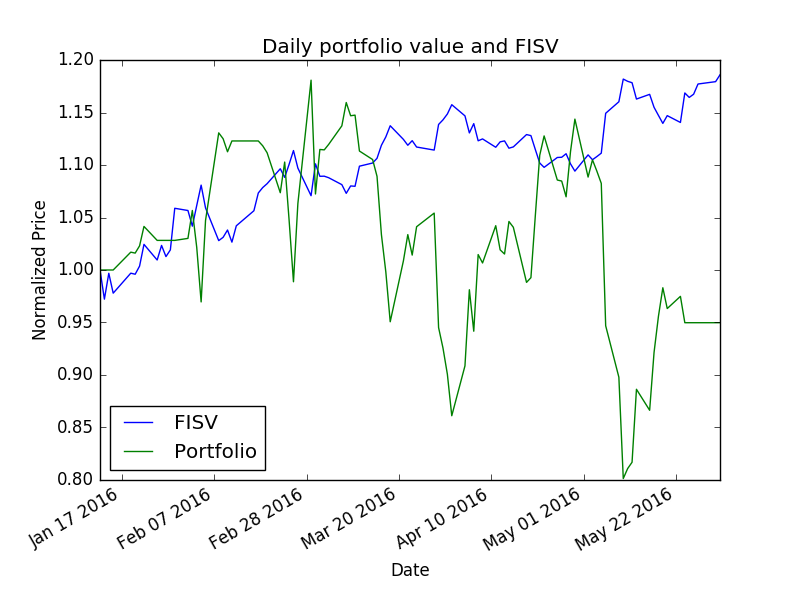 Daily portfolio value and FISV
1.20
1.15
1.10
1.05
1.00
0.95
0.90
0.85
0.80
Normalized Price
FISV
Portfolio
Jan 17 2016
Feb 07 2016
Feb 28 2016
Mar 20 2016
Apr 10 2016
May 01 2016
May 22 2016
Date